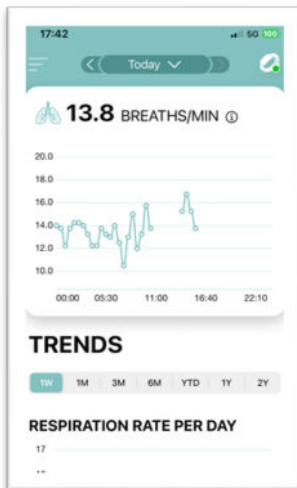 17:42
5G 100
Today
13.8 BREATHS/MIN
20.0
18.0
16.0
14.0
12.0
10.0
00:00 05:30 11:00 16:40 22:10
TRENDS
1W 1M 3M 6M YTD 1Y 2Y
RESPIRATION RATE PER DAY
17